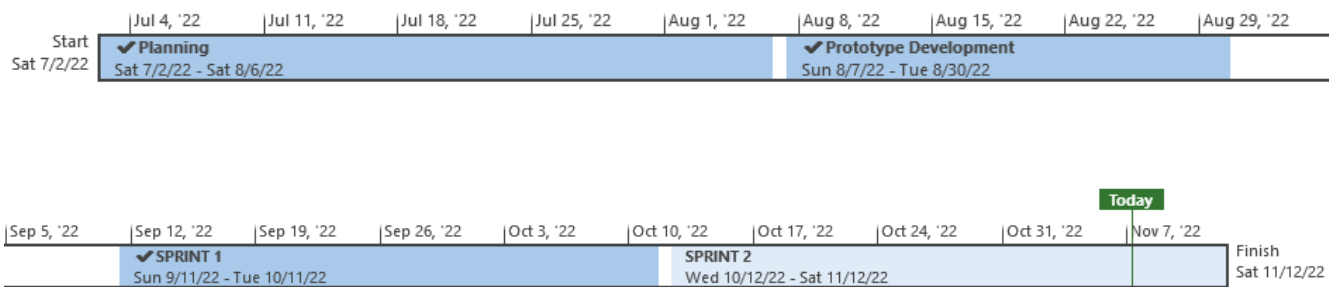 Jul 4, '22 Jul 11, '22 Jul 18, '22 Jul 25, '22 Aug 1, '22 Aug 8, '22 Aug 15, '22 Aug 22, '22 Aug 29, '22
Start
Sat 7/2/22
✔Planning
Sat 7/2/22 - Sat 8/6/22
✔Prototype Development
Sun 8/7/22 - Tue 8/30/22
Today
Sep 5, '22 Sep 12, '22 Sep 19, '22 Sep 26, '22 Oct 3, '22 Oct 10, '22 Oct 17, '22 Oct 24, '22 Oct 31, '22 Nov 7, '22
✔SPRINT 1
Sun 9/11/22 - Tue 10/11/22
SPRINT 2
Wed 10/12/22 - Sat 11/12/22
Finish
Sat 11/12/22